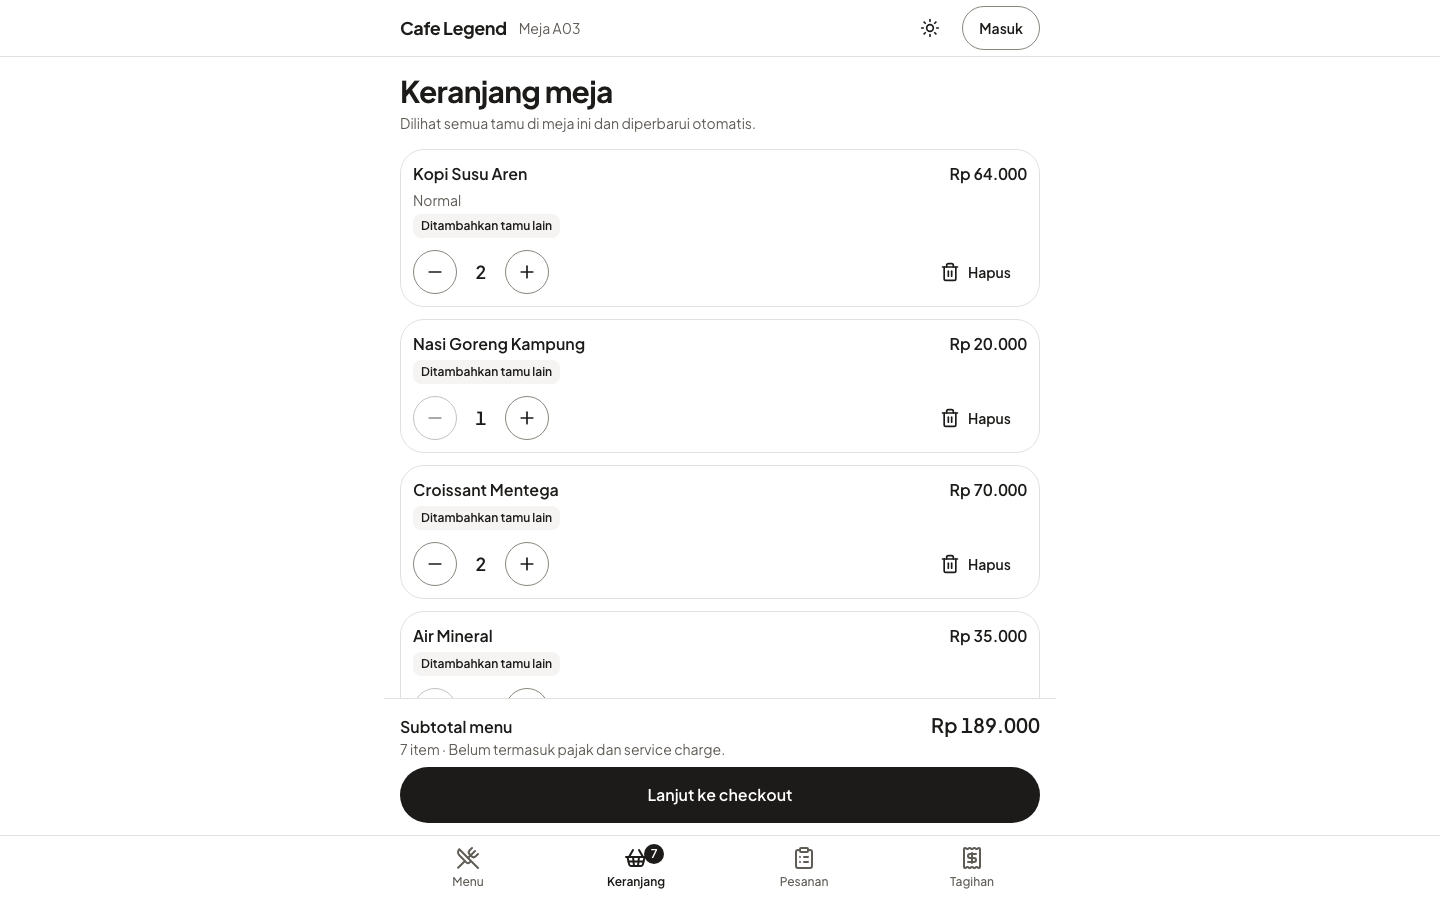 Cafe Legend Meja A03 Masuk
Keranjang meja
Dilihat semua tamu di meja ini dan diperbarui otomatis.
Kopi Susu Aren Rp 64.000
Normal
Ditambahkan tamu lain
2 Hapus
Nasi Goreng Kampung Rp 20.000
Ditambahkan tamu lain
1 Hapus
Croissant Mentega Rp 70.000
Ditambahkan tamu lain
2 Hapus
Air Mineral Rp 35.000
Ditambahkan tamu lain
Subtotal menu Rp 189.000
7 item · Belum termasuk pajak dan service charge.
Lanjut ke checkout
7
Menu Keranjang Pesanan Tagihan